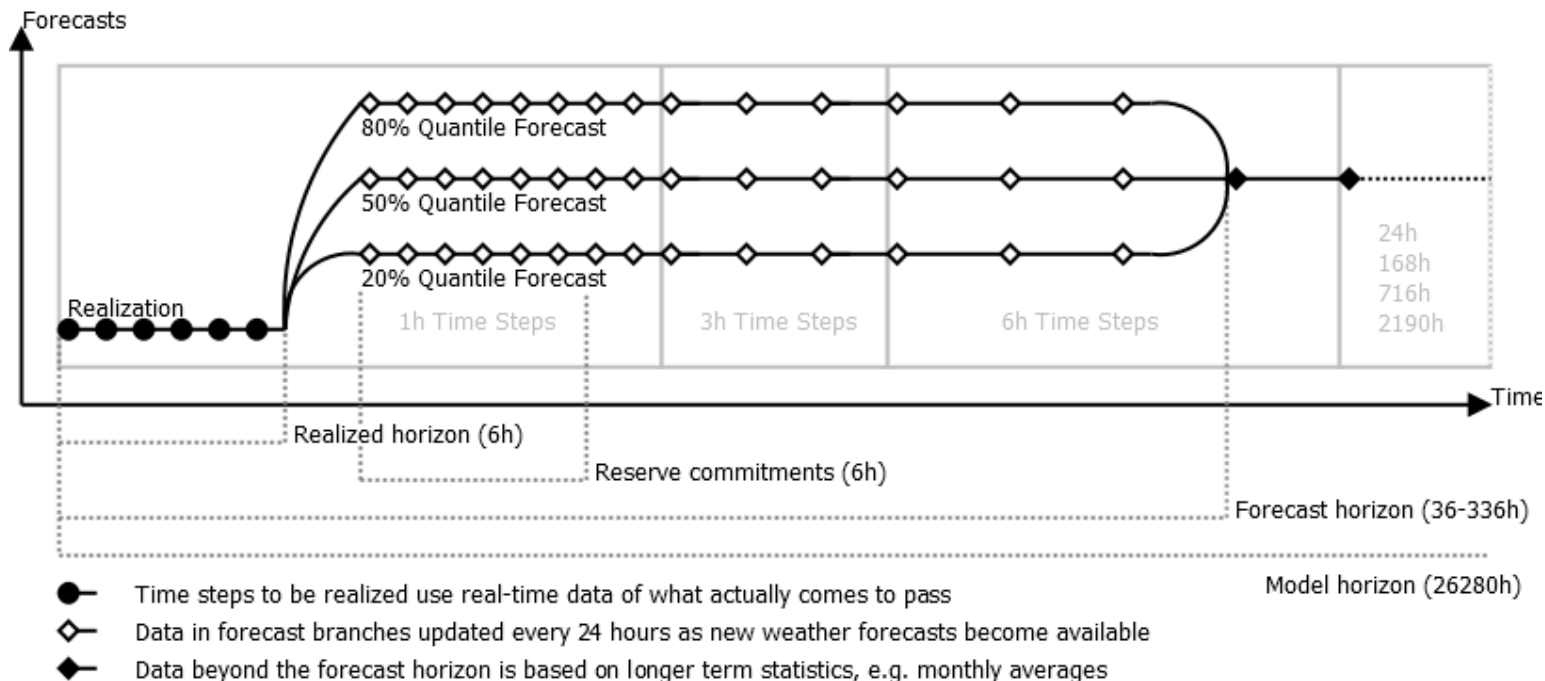 Forecasts
80% Quantile Forecast
50% Quantile Forecast
20% Quantile Forecast
Realization
1h Time Steps
3h Time Steps
6h Time Steps
24h
168h
716h
2190h
Time
Realized horizon (6h)
Reserve commitments (6h)
Forecast horizon (36-336h)
Model horizon (26280h)
Time steps to be realized use real-time data of what actually comes to pass
Data in forecast branches updated every 24 hours as new weather forecasts become available
Data beyond the forecast horizon is based on longer term statistics, e.g. monthly averages